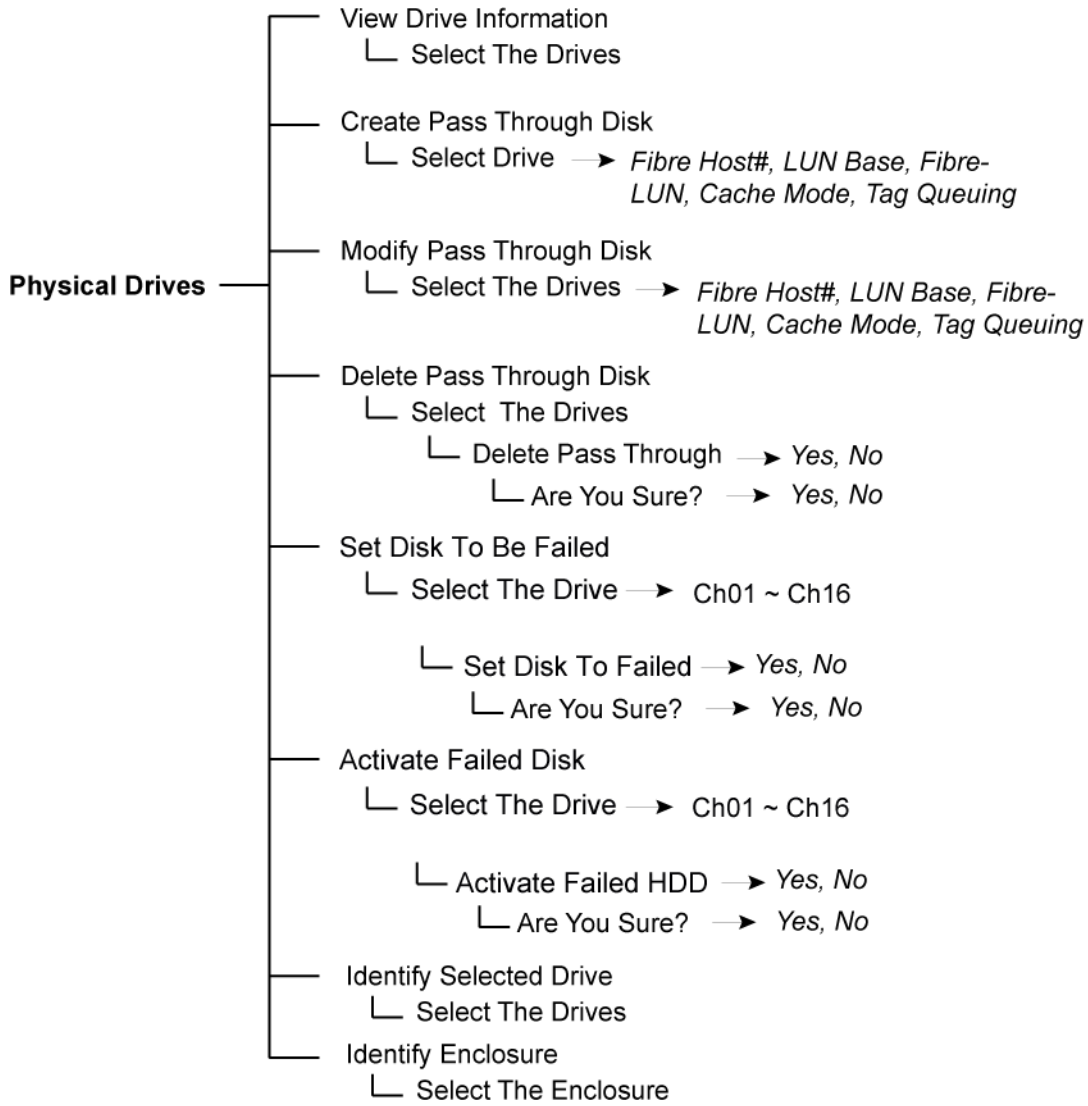 View Drive Information
Select The Drives
Create Pass Through Disk
Select Drive Fibre Host#, LUN Base, Fibre-
LUN, Cache Mode, Tag Queuing
Modify Pass Through Disk
Physical Drives
Select The Drives Fibre Host#, LUN Base, Fibre-
LUN, Cache Mode, Tag Queuing
Delete Pass Through Disk
Select The Drives
Delete Pass Through Yes, No
Are You Sure? Yes, No
Set Disk To Be Failed
Select The Drive Ch01 ~ Ch16
Set Disk To Failed Yes, No
Are You Sure? Yes, No
Activate Failed Disk
Select The Drive Ch01 ~ Ch16
Activate Failed HDD Yes, No
Are You Sure? Yes, No
Identify Selected Drive
Select The Drives
Identify Enclosure
Select The Enclosure